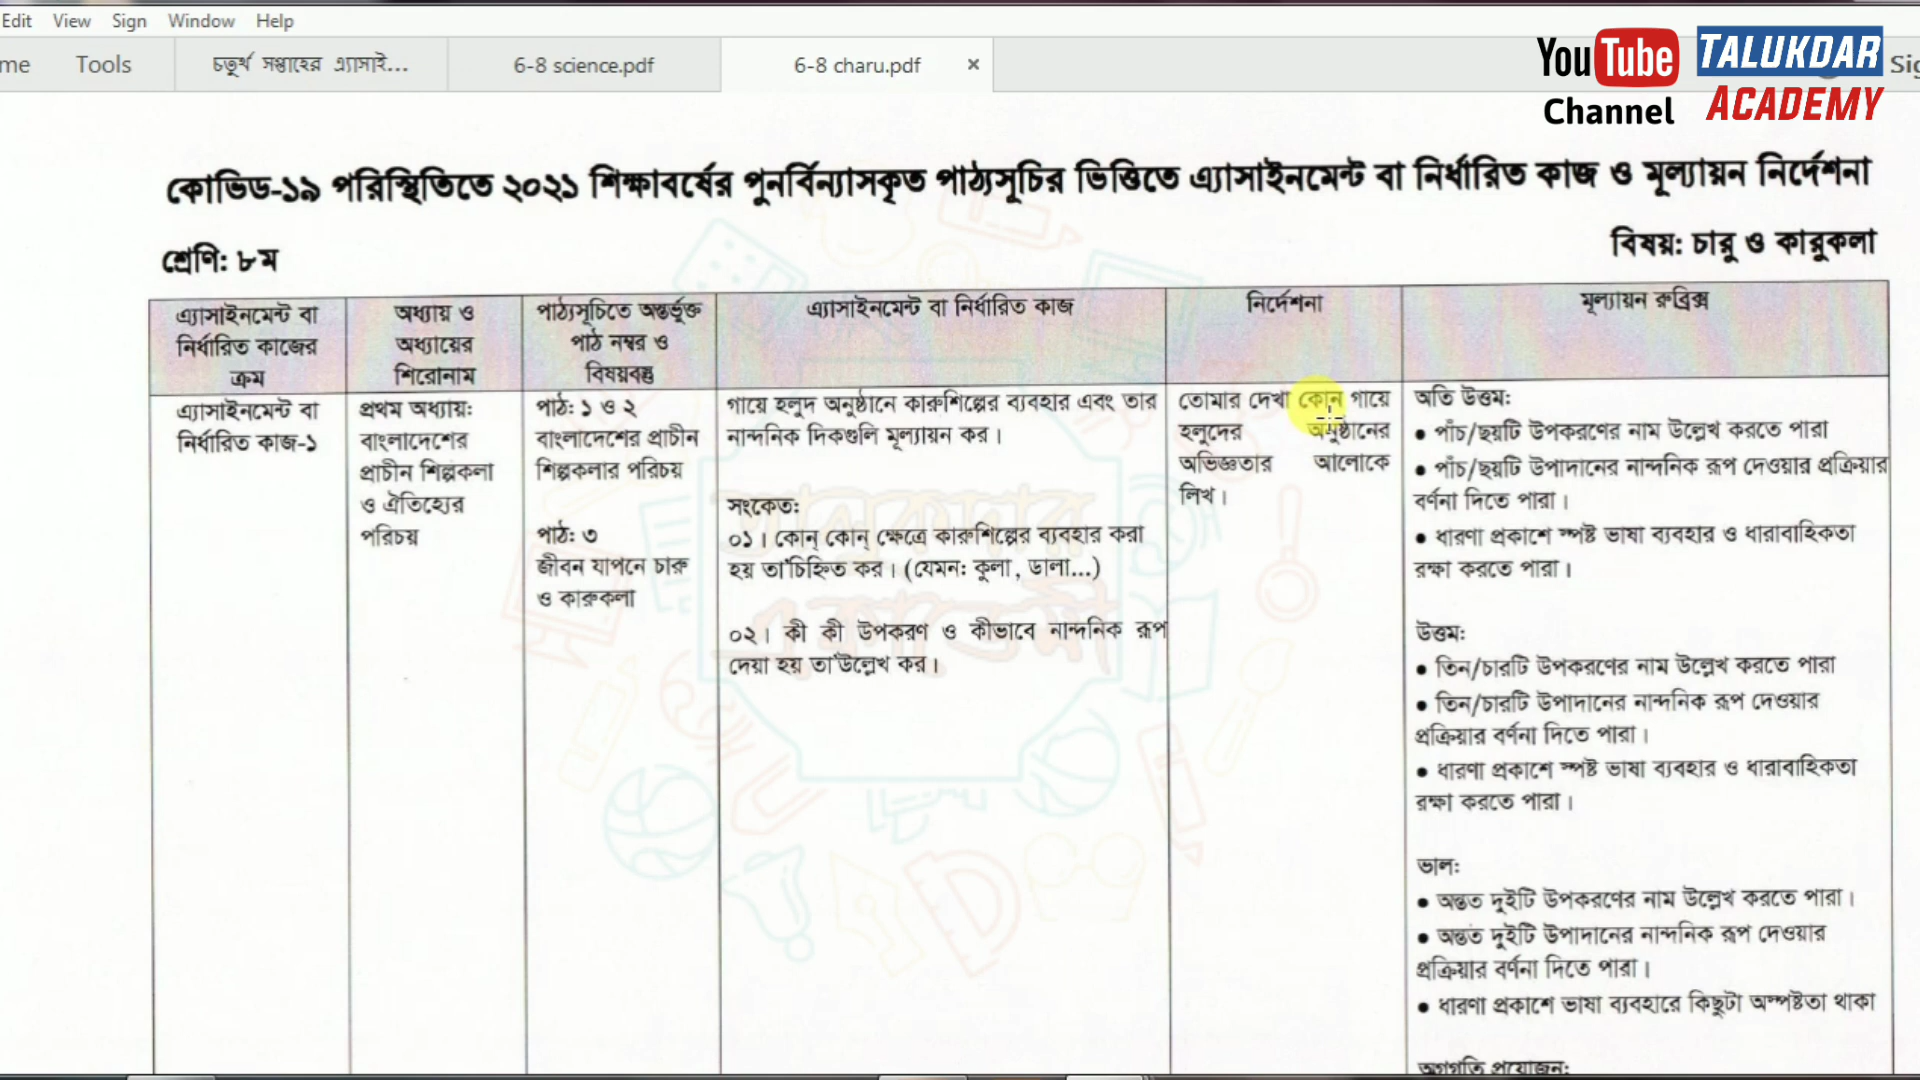 Edit View Sign Window Help
me Tools চতুর্থ সপ্তাহের এ্যাসাই... 6-8 science.pdf 6-8 charu.pdf × Sig
YouTube TALUKDAR
Channel ACADEMY
কোভিড-১৯ পরিস্থিতিতে ২০২১ শিক্ষাবর্ষের পুনর্বিন্যাসকৃত পাঠ্যসূচির ভিত্তিতে এ্যাসাইনমেন্ট বা নির্ধারিত কাজ ও মূল্যায়ন নির্দেশনা
শ্রেণি: ৮ম
বিষয়: চারু ও কারুকলা
এ্যাসাইনমেন্ট বা
নির্ধারিত কাজের
ক্রম
অধ্যায় ও
অধ্যায়ের
শিরোনাম
পাঠ্যসূচিতে অন্তর্ভুক্ত
পাঠ নম্বর ও
বিষয়বস্তু
এ্যাসাইনমেন্ট বা নির্ধারিত কাজ
নির্দেশনা
মূল্যায়ন রুব্রিক্স
এ্যাসাইনমেন্ট বা
নির্ধারিত কাজ-১
প্রথম অধ্যায়:
বাংলাদেশের
প্রাচীন শিল্পকলা
ও ঐতিহ্যের
পরিচয়
পাঠ: ১ ও ২
বাংলাদেশের প্রাচীন
শিল্পকলার পরিচয়
পাঠ: ৩
জীবন যাপনে চারু
ও কারুকলা
গায়ে হলুদ অনুষ্ঠানে কারুশিল্পের ব্যবহার এবং তার
নান্দনিক দিকগুলি মূল্যায়ন কর।
সংকেত:
০১। কোন্ কোন্ ক্ষেত্রে কারুশিল্পের ব্যবহার করা
হয় তা'চিহ্নিত কর। (যেমন: কুলা, ডালা...)
০২। কী কী উপকরণ ও কীভাবে নান্দনিক রূপ
দেয়া হয় তা'উল্লেখ কর।
তোমার দেখা কোন গায়ে
হলুদের অনুষ্ঠানের
অভিজ্ঞতার আলোকে
লিখ।
অতি উত্তম:
• পাঁচ/ছয়টি উপকরণের নাম উল্লেখ করতে পারা
• পাঁচ/ছয়টি উপাদানের নান্দনিক রূপ দেওয়ার প্রক্রিয়ার
বর্ণনা দিতে পারা।
• ধারণা প্রকাশে স্পষ্ট ভাষা ব্যবহার ও ধারাবাহিকতা
রক্ষা করতে পারা।
উত্তম:
• তিন/চারটি উপকরণের নাম উল্লেখ করতে পারা
• তিন/চারটি উপাদানের নান্দনিক রূপ দেওয়ার
প্রক্রিয়ার বর্ণনা দিতে পারা।
• ধারণা প্রকাশে স্পষ্ট ভাষা ব্যবহার ও ধারাবাহিকতা
রক্ষা করতে পারা।
ভাল:
• অন্তত দুইটি উপকরণের নাম উল্লেখ করতে পারা।
• অন্তত দুইটি উপাদানের নান্দনিক রূপ দেওয়ার
প্রক্রিয়ার বর্ণনা দিতে পারা।
• ধারণা প্রকাশে ভাষা ব্যবহারে কিছুটা অস্পষ্টতা থাকা
অগ্রগতি প্রয়োজন:
তালুকদার
একাডেমী